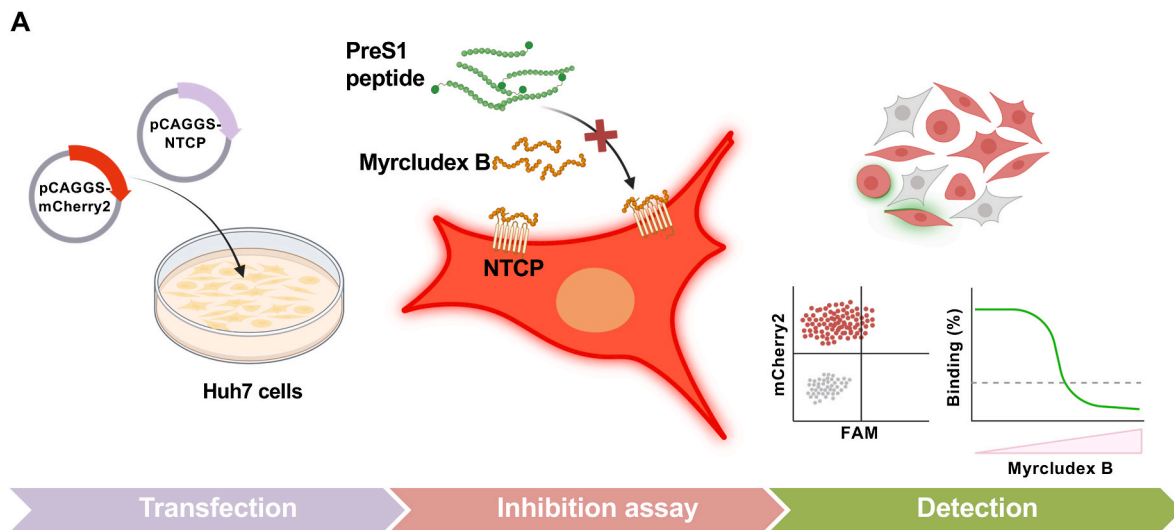 A
pCAGGS-
NTCP
pCAGGS-
mCherry2
Huh7 cells
PreS1
peptide
Myrcludex B
NTCP
mCherry2
FAM
Binding (%)
Myrcludex B
Transfection
Inhibition assay
Detection